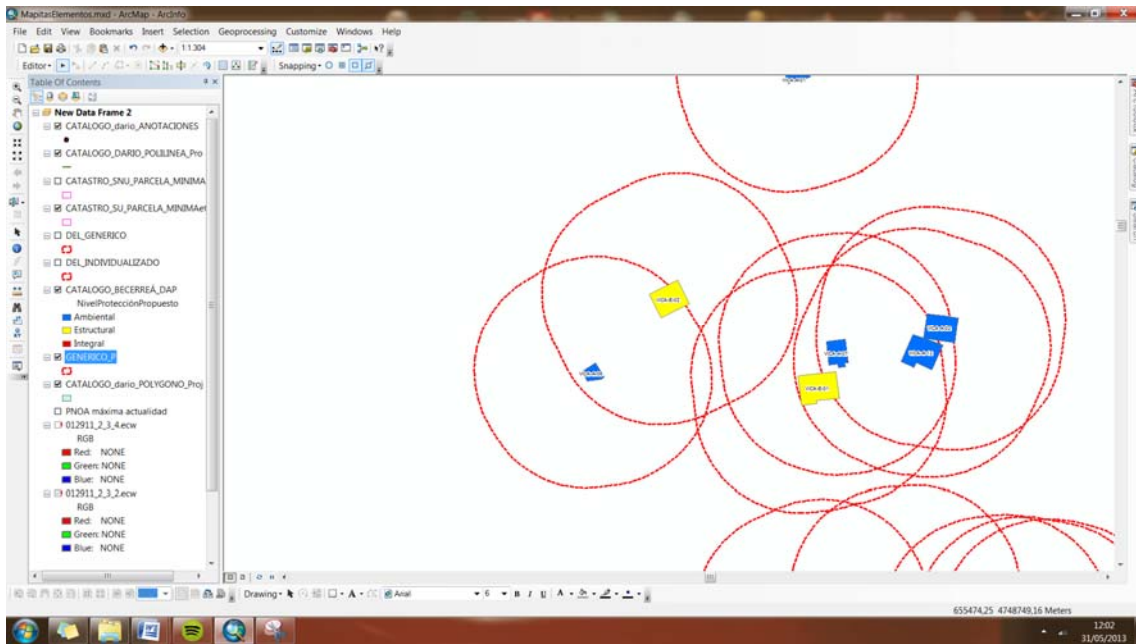 MapitasElementos.mxd - ArcMap - ArcInfo
File Edit View Bookmarks Insert Selection Geoprocessing Customize Windows Help
1:1.304
Editor Snapping
Table Of Contents
New Data Frame 2
CATALOGO_dario_ANOTACIONES
CATALOGO_DARIO_POLILINEA_Pro
CATASTRO_SNU_PARCELA_MINIMA
CATASTRO_SU_PARCELA_MINIMAet
DEL_GENERICO
DEL_INDIVIDUALIZADO
CATALOGO_BECERREÁ_DAP
NivelProtecciónPropuesto
Ambiental
Estructural
Integral
GENERICO_P
CATALOGO_dario_POLYGONO_Proj
PNOA máxima actualidad
012911_2_3_4.ecw
RGB
Red: NONE
Green: NONE
Blue: NONE
012911_2_3_2.ecw
RGB
Red: NONE
Green: NONE
Blue: NONE
Drawing A Arial 6 B I U A
655474,25 4748749,16 Meters
12:02
31/05/2013